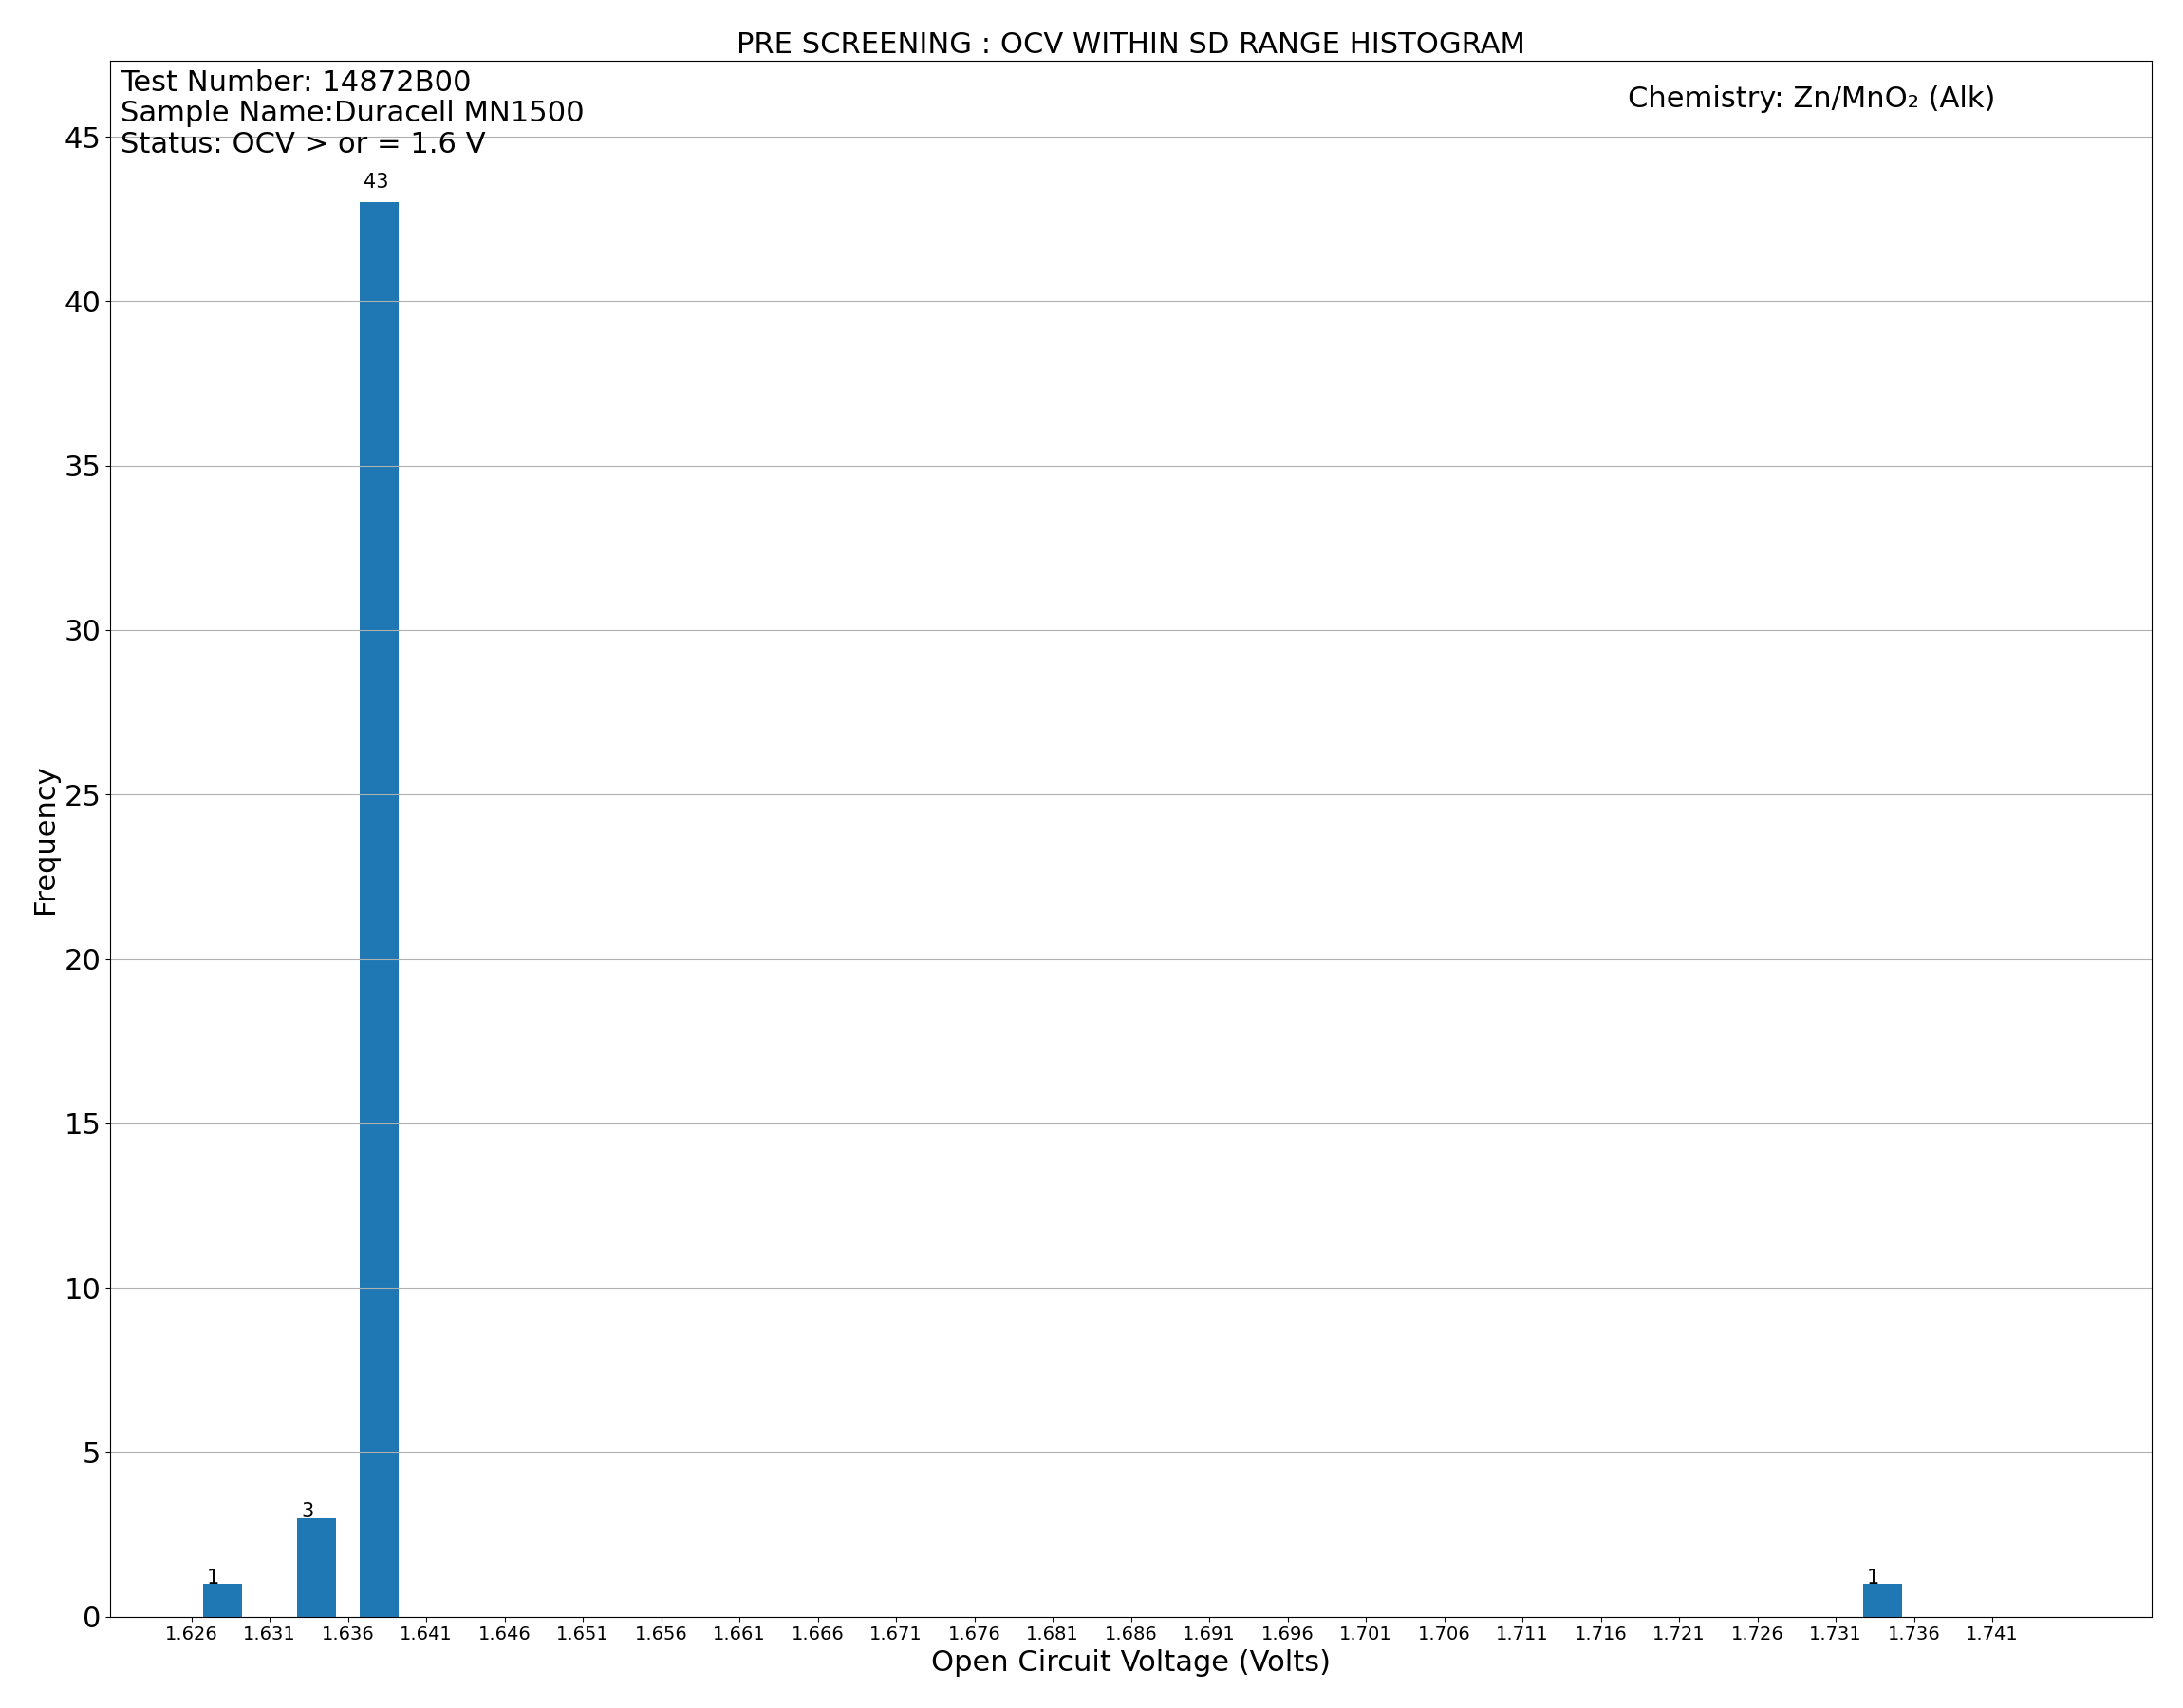 PRE SCREENING : OCV WITHIN SD RANGE HISTOGRAM
Test Number: 14872B00
Sample Name:Duracell MN1500
Status: OCV > or = 1.6 V
Chemistry: Zn/MnO₂ (Alk)
45
43
40
35
30
25
20
15
10
5
0
Frequency
1
3
1
1.626 1.631 1.636 1.641 1.646 1.651 1.656 1.661 1.666 1.671 1.676 1.681 1.686 1.691 1.696 1.701 1.706 1.711 1.716 1.721 1.726 1.731 1.736 1.741
Open Circuit Voltage (Volts)